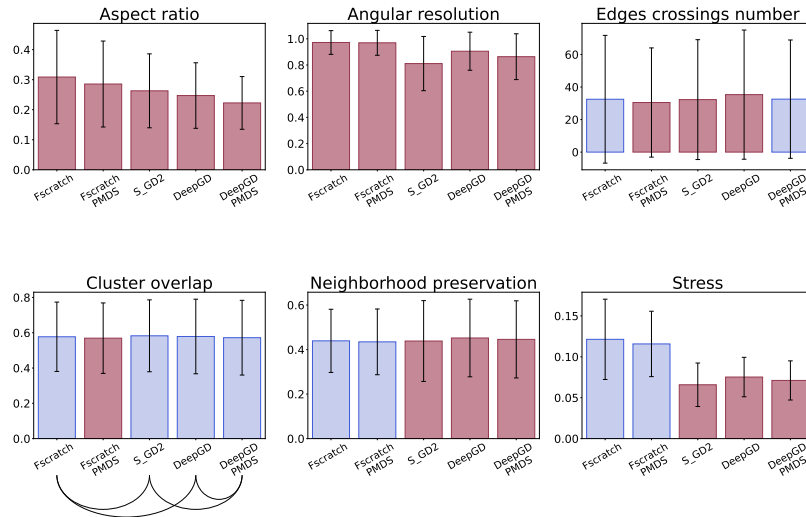 Aspect ratio
0.4
0.3
0.2
0.1
0.0
Fscratch
Fscratch
PMDS
S_GD2
DeepGD
DeepGD
PMDS
Angular resolution
1.0
0.8
0.6
0.4
0.2
0.0
Fscratch
Fscratch
PMDS
S_GD2
DeepGD
DeepGD
PMDS
Edges crossings number
60
40
20
0
Fscratch
Fscratch
PMDS
S_GD2
DeepGD
DeepGD
PMDS
Cluster overlap
0.8
0.6
0.4
0.2
0.0
Fscratch
Fscratch
PMDS
S_GD2
DeepGD
DeepGD
PMDS
Neighborhood preservation
0.6
0.4
0.2
0.0
Fscratch
Fscratch
PMDS
S_GD2
DeepGD
DeepGD
PMDS
Stress
0.15
0.10
0.05
0.00
Fscratch
Fscratch
PMDS
S_GD2
DeepGD
DeepGD
PMDS